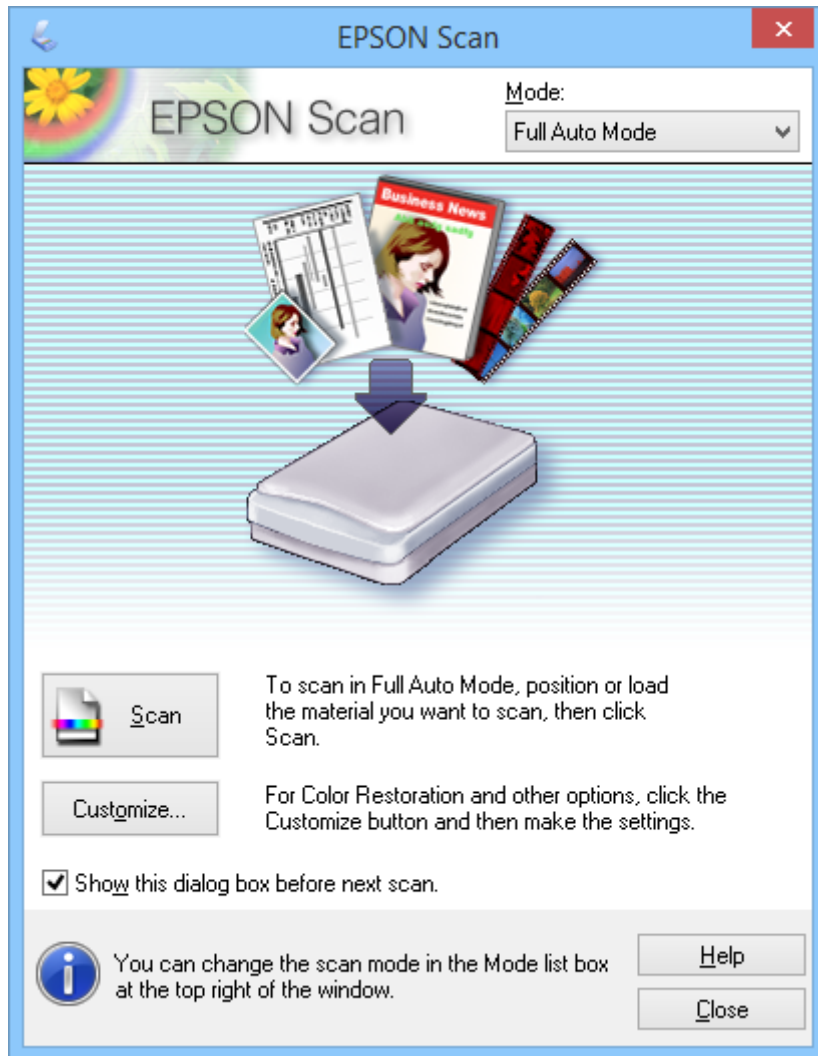 EPSON Scan
EPSON Scan
Mode:
Full Auto Mode
Business News
Scan
To scan in Full Auto Mode, position or load
the material you want to scan, then click
Scan.
Customize...
For Color Restoration and other options, click the
Customize button and then make the settings.
Show this dialog box before next scan.
You can change the scan mode in the Mode list box
at the top right of the window.
Help
Close